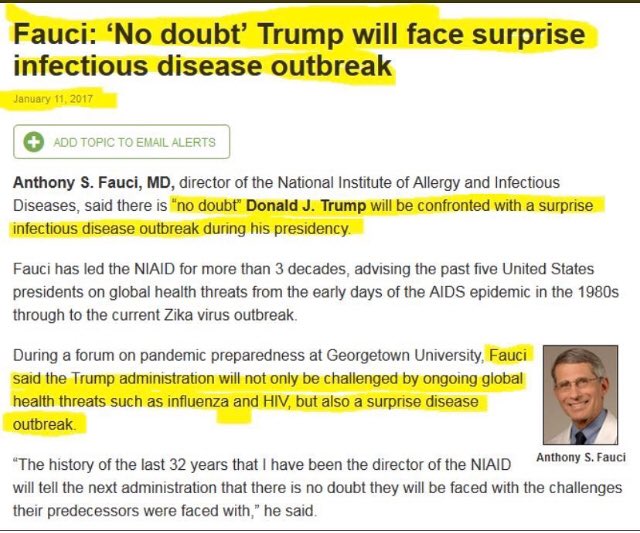 Fauci: ‘No doubt’ Trump will face surprise
infectious disease outbreak
January 11, 2017
ADD TOPIC TO EMAIL ALERTS
Anthony S. Fauci, MD, director of the National Institute of Allergy and Infectious
Diseases, said there is “no doubt” Donald J. Trump will be confronted with a surprise
infectious disease outbreak during his presidency.
Fauci has led the NIAID for more than 3 decades, advising the past five United States
presidents on global health threats from the early days of the AIDS epidemic in the 1980s
through to the current Zika virus outbreak.
During a forum on pandemic preparedness at Georgetown University, Fauci
said the Trump administration will not only be challenged by ongoing global
health threats such as influenza and HIV, but also a surprise disease
outbreak.
Anthony S. Fauci
“The history of the last 32 years that I have been the director of the NIAID
will tell the next administration that there is no doubt they will be faced with the challenges
their predecessors were faced with,” he said.